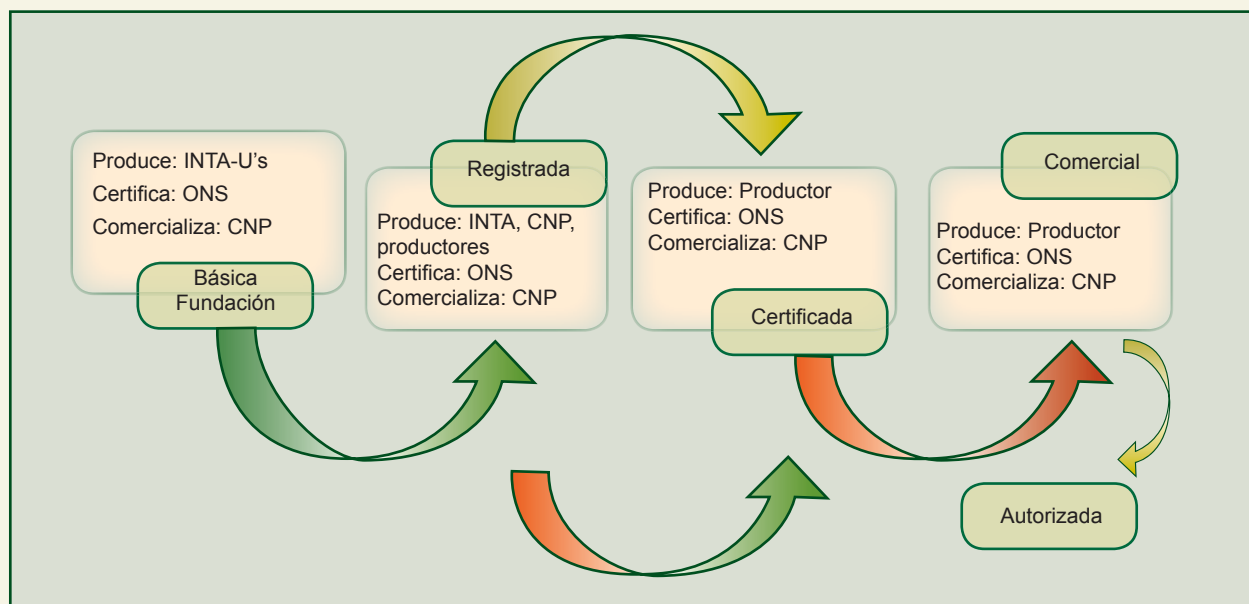 Produce: INTA-U's
Certifica: ONS
Comercializa: CNP
Básica
Fundación
Registrada
Produce: INTA, CNP,
productores
Certifica: ONS
Comercializa: CNP
Produce: Productor
Certifica: ONS
Comercializa: CNP
Certificada
Comercial
Produce: Productor
Certifica: ONS
Comercializa: CNP
Autorizada